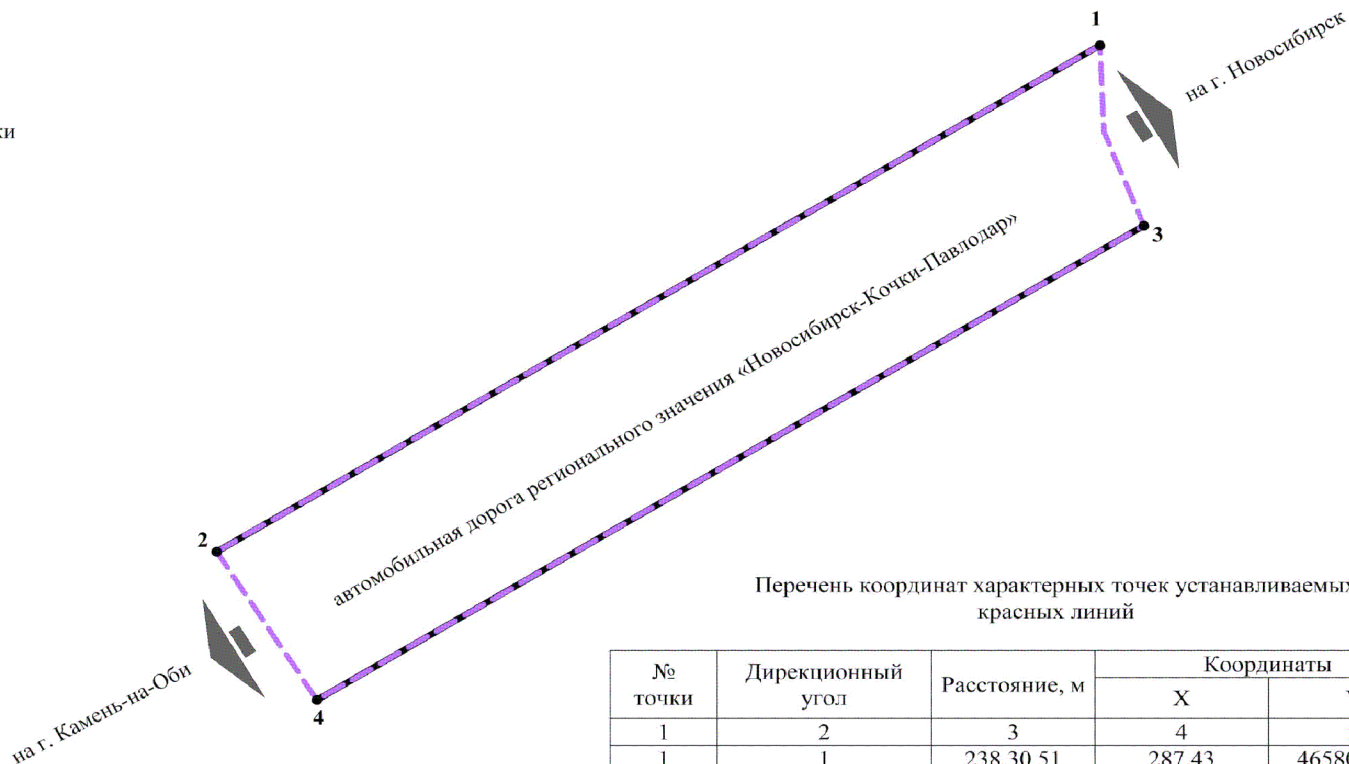 1
на г. Новосибирск
ки
3
автомобильная дорога регионального значения «Новосибирск-Кочки-Павлодар»
2
4
на г. Камень-на-Оби
Перечень координат характерных точек устанавливаемых
красных линий
№ точки Дирекционный угол Расстояние, м Координаты
X
1 2 3 4
1 1 238 30 51 287,43